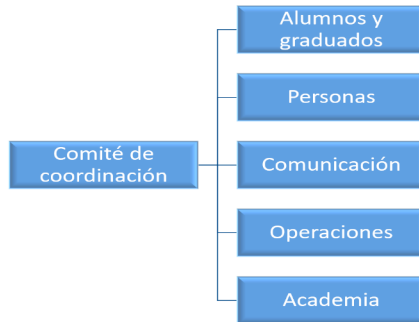 Alumnos y
graduados
Personas
Comité de
coordinación
Comunicación
Operaciones
Academia